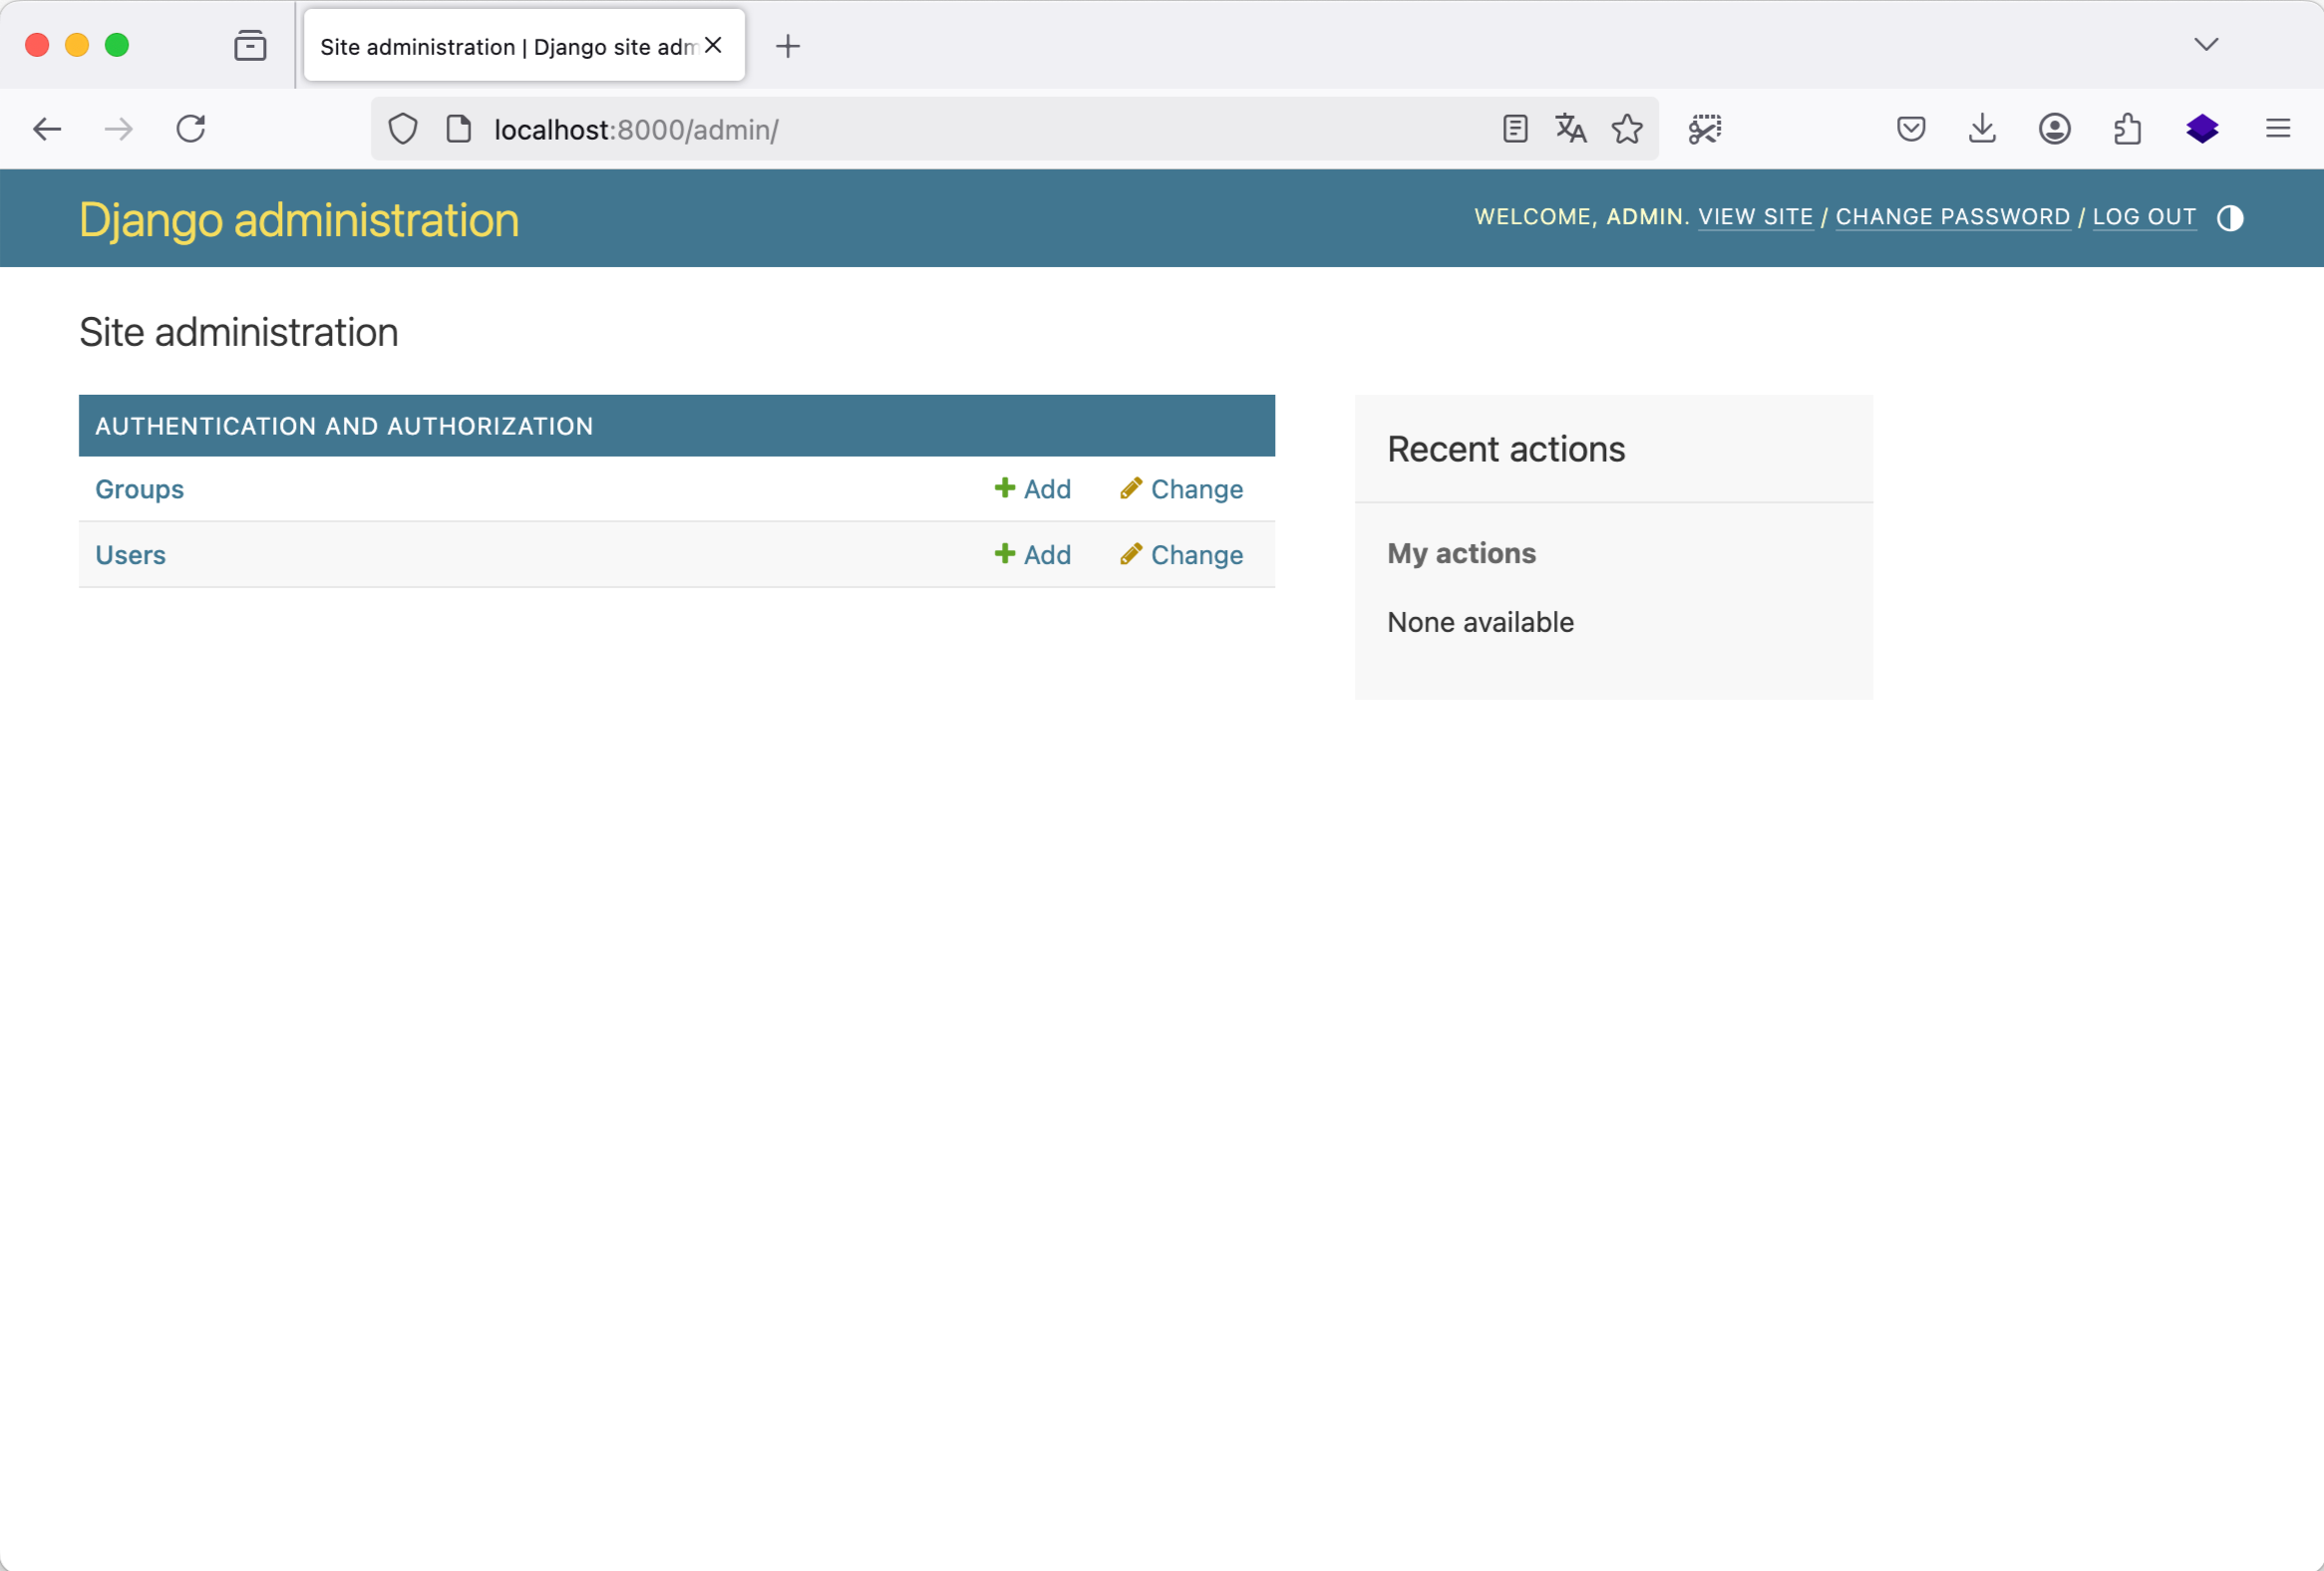 Site administration | Django site adm
localhost:8000/admin/
Django administration
WELCOME, ADMIN. VIEW SITE / CHANGE PASSWORD / LOG OUT
Site administration
AUTHENTICATION AND AUTHORIZATION
Groups Add Change
Users Add Change
Recent actions
My actions
None available